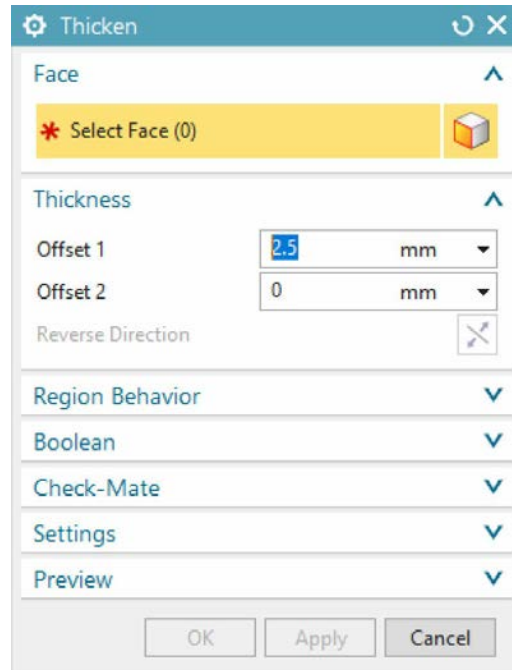 Thicken
Face
* Select Face (0)
Thickness
Offset 1 2.5 mm
Offset 2 0 mm
Reverse Direction
Region Behavior
Boolean
Check-Mate
Settings
Preview
OK Apply Cancel